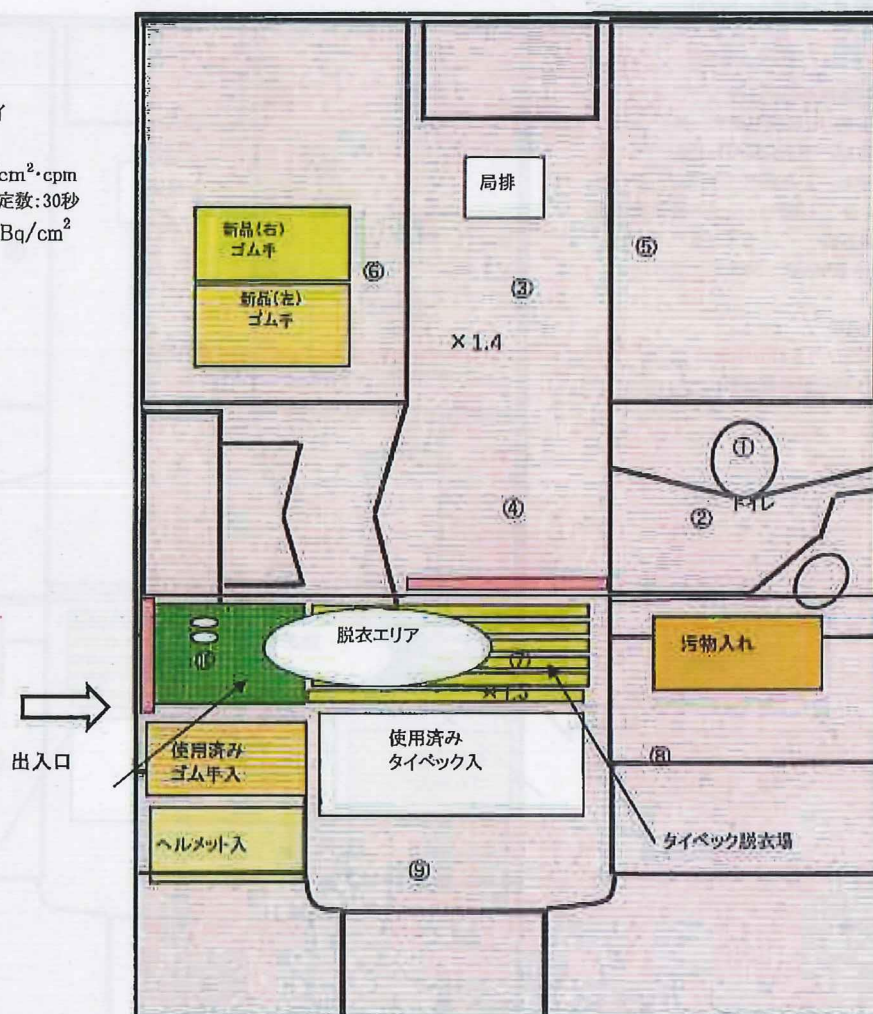 cm²・cpm
定数:30秒
Bq/cm²
局排
新品(右)
ゴム手
⑥
③
⑤
新品(左)
ゴム手
×1.4
①
④
②
トイレ
脱衣エリア
⑦
汚物入れ
出入口
使用済み
ゴム手入
使用済み
タイベック入
⑧
ヘルメット入
タイベック脱衣場
⑨